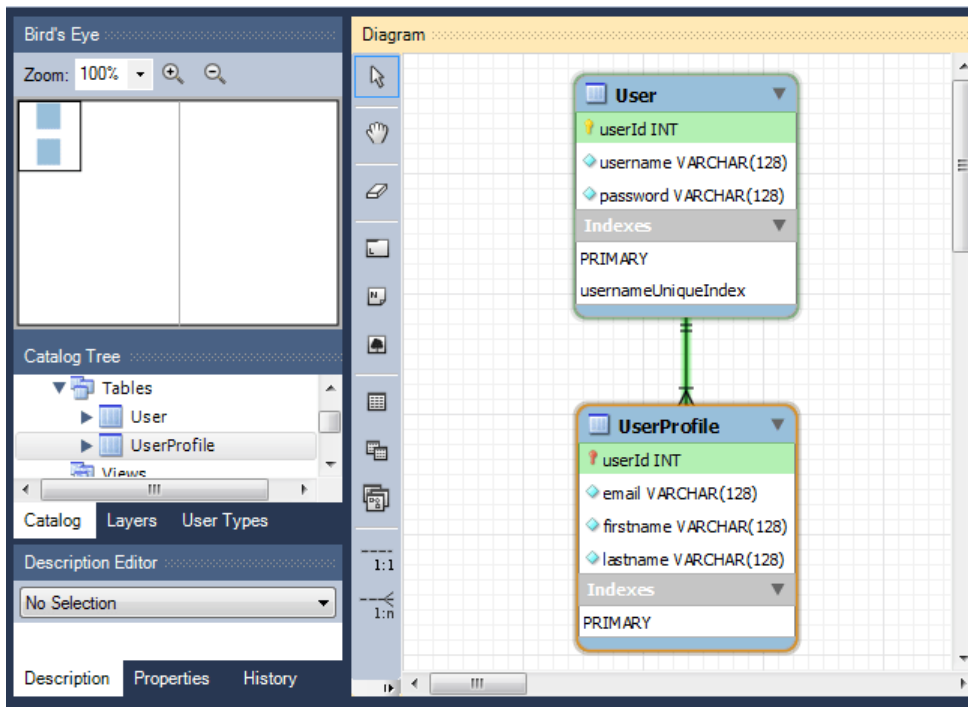 Bird's Eye
Zoom: 100%
Catalog Tree
Tables
User
UserProfile
Views
Catalog Layers User Types
Description Editor
No Selection
Description Properties History
Diagram
1:1
1:n
User
userId INT
username VARCHAR(128)
password VARCHAR(128)
Indexes
PRIMARY
usernameUniqueIndex
UserProfile
userId INT
email VARCHAR(128)
firstname VARCHAR(128)
lastname VARCHAR(128)
Indexes
PRIMARY